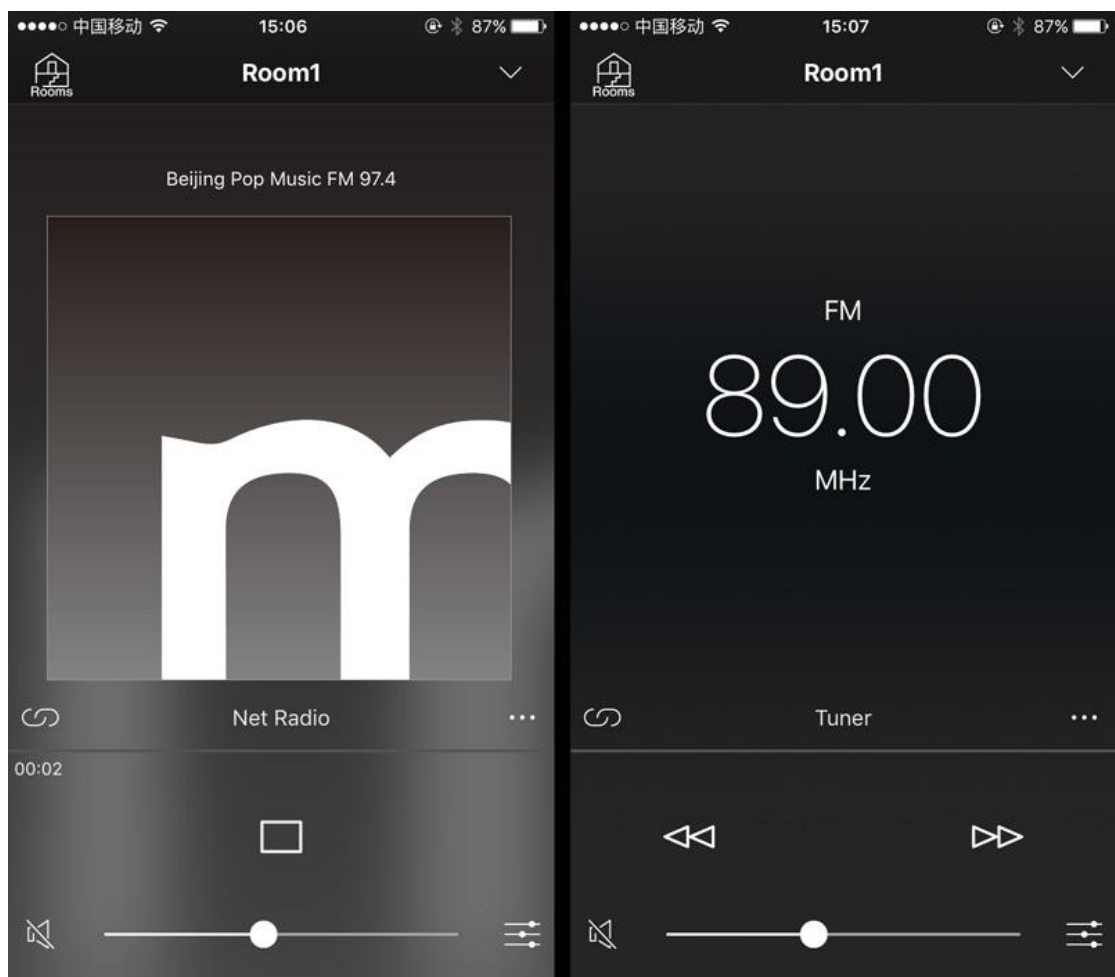 中国移动 15:06 87%
Rooms Room1
Beijing Pop Music FM 97.4
m
Net Radio
00:02
中国移动 15:07 87%
Rooms Room1
FM
89.00
MHz
Tuner